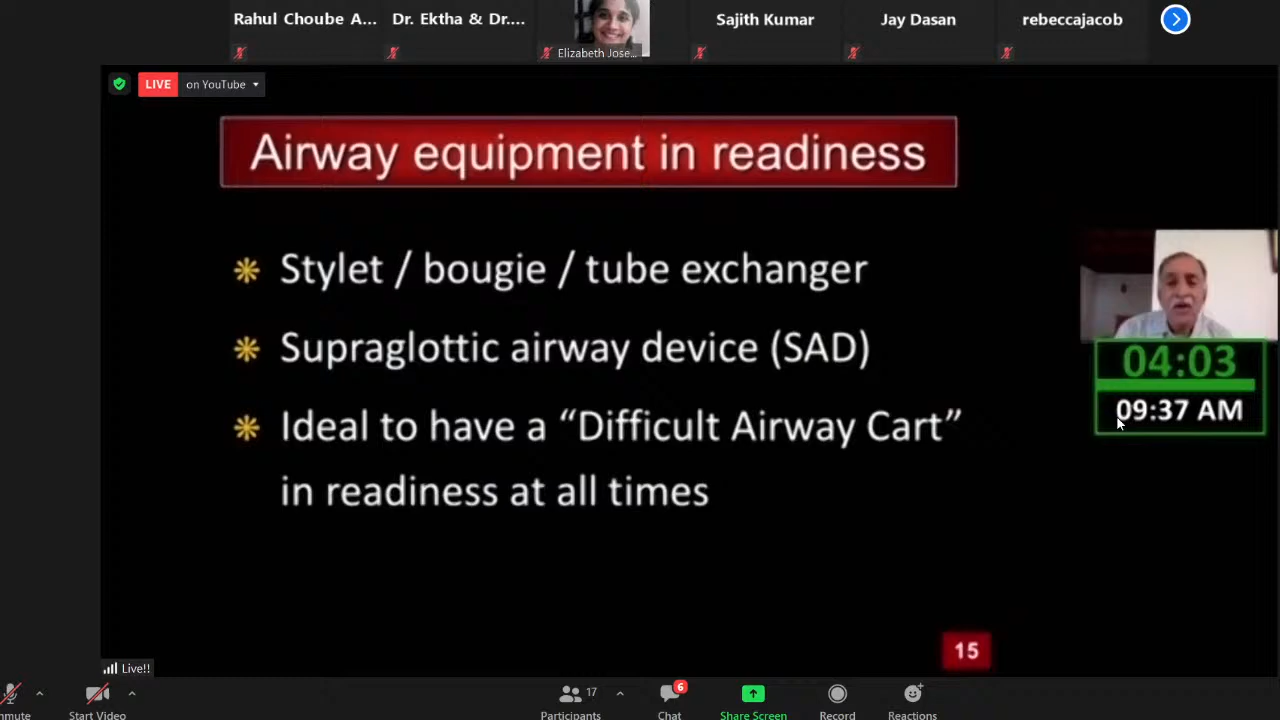 Rahul Choube A...
Dr. Ektha & Dr....
Elizabeth Jose...
Sajith Kumar
Jay Dasan
rebeccajacob
LIVE on YouTube
Airway equipment in readiness
Stylet / bougie / tube exchanger
Supraglottic airway device (SAD)
Ideal to have a “Difficult Airway Cart”
in readiness at all times
04:03
09:37 AM
15
Live!!
nmute
Start Video
17
Participants
6
Chat
Share Screen
Record
Reactions